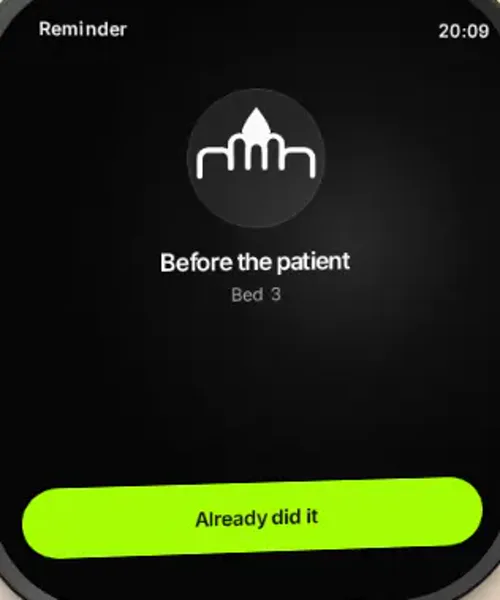 Reminder
20:09
Before the patient
Bed 3
Already did it